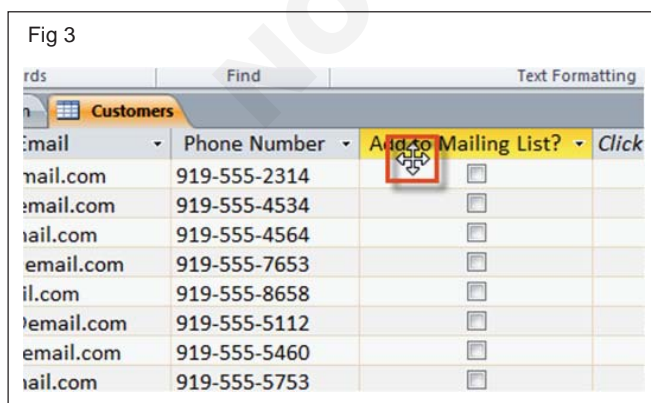 Fig 3
rds Find Text Formatting
Customers
Email Phone Number Add to Mailing List? Click
mail.com 919-555-2314
email.com 919-555-4534
ail.com 919-555-4564
email.com 919-555-7653
il.com 919-555-8658
email.com 919-555-5112
email.com 919-555-5460
ail.com 919-555-5753